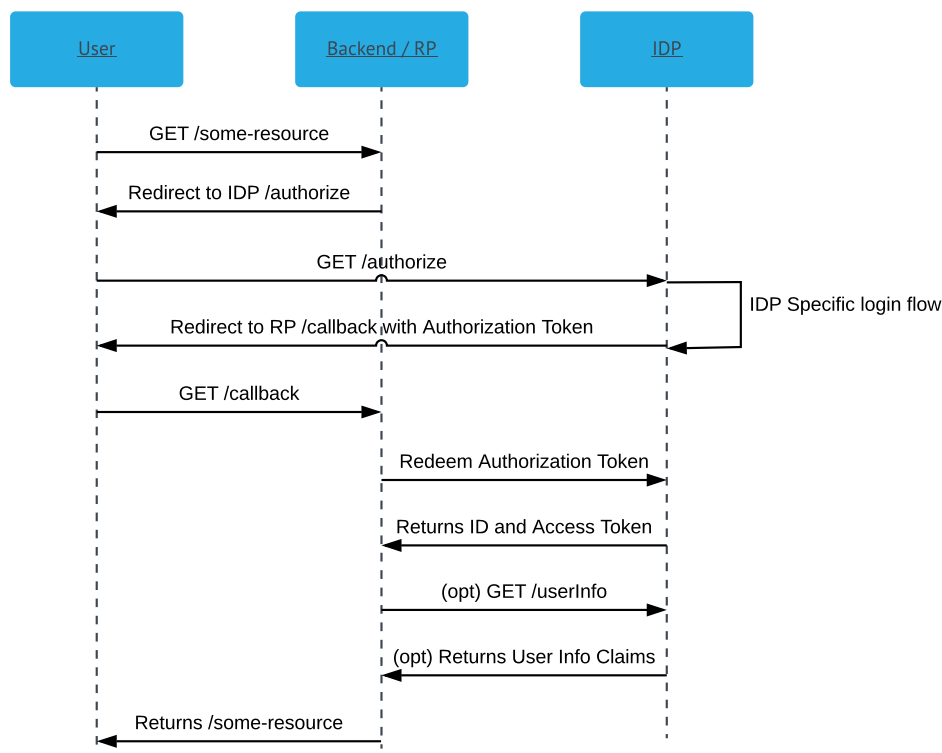 User
Backend / RP
IDP
GET /some-resource
Redirect to IDP /authorize
GET /authorize
IDP Specific login flow
Redirect to RP /callback with Authorization Token
GET /callback
Redeem Authorization Token
Returns ID and Access Token
(opt) GET /userInfo
(opt) Returns User Info Claims
Returns /some-resource